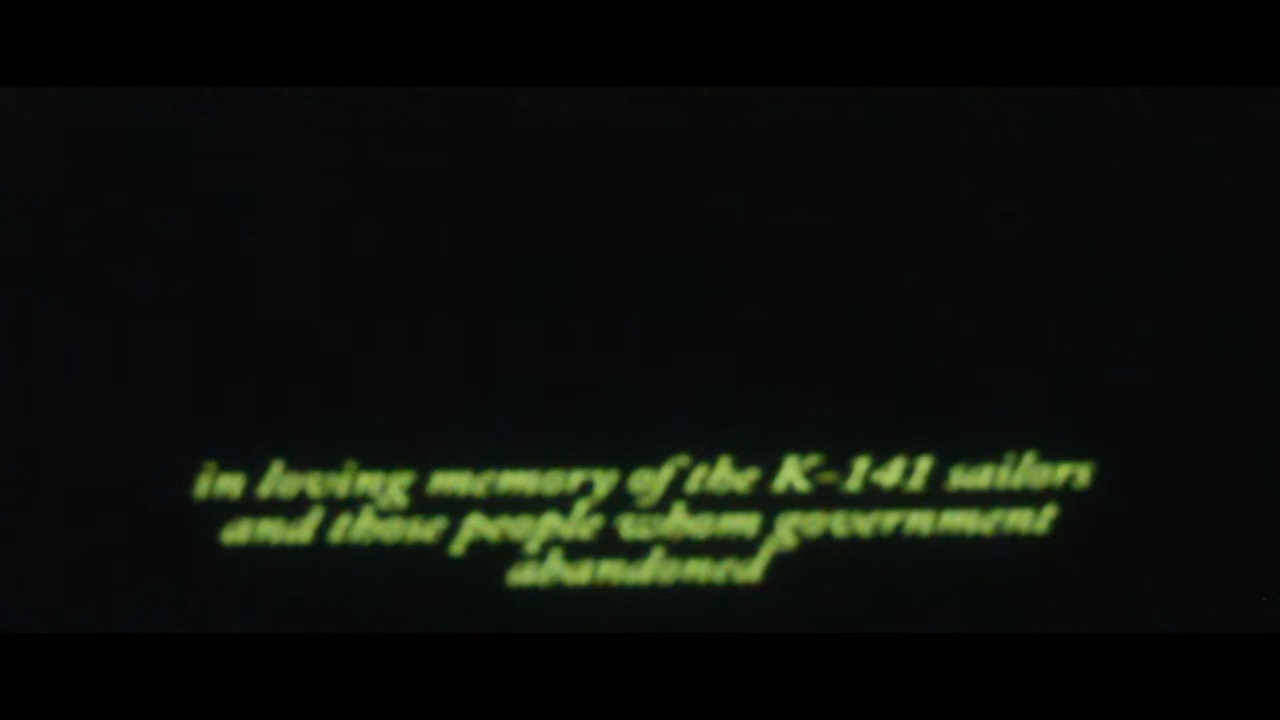 in loving memory of the K-141 sailors
and those people whom government
abandoned